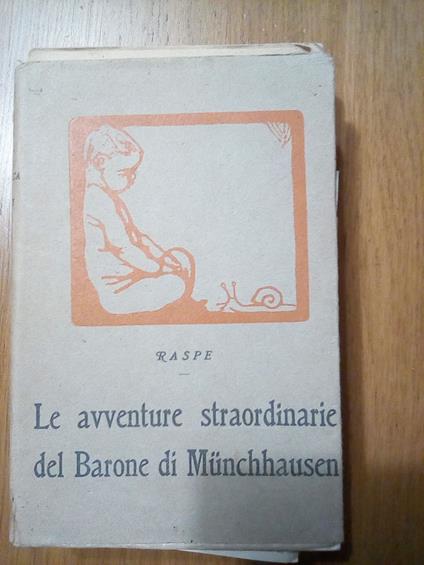 RASPE
Le avventure straordinarie
del Barone di Münchhausen